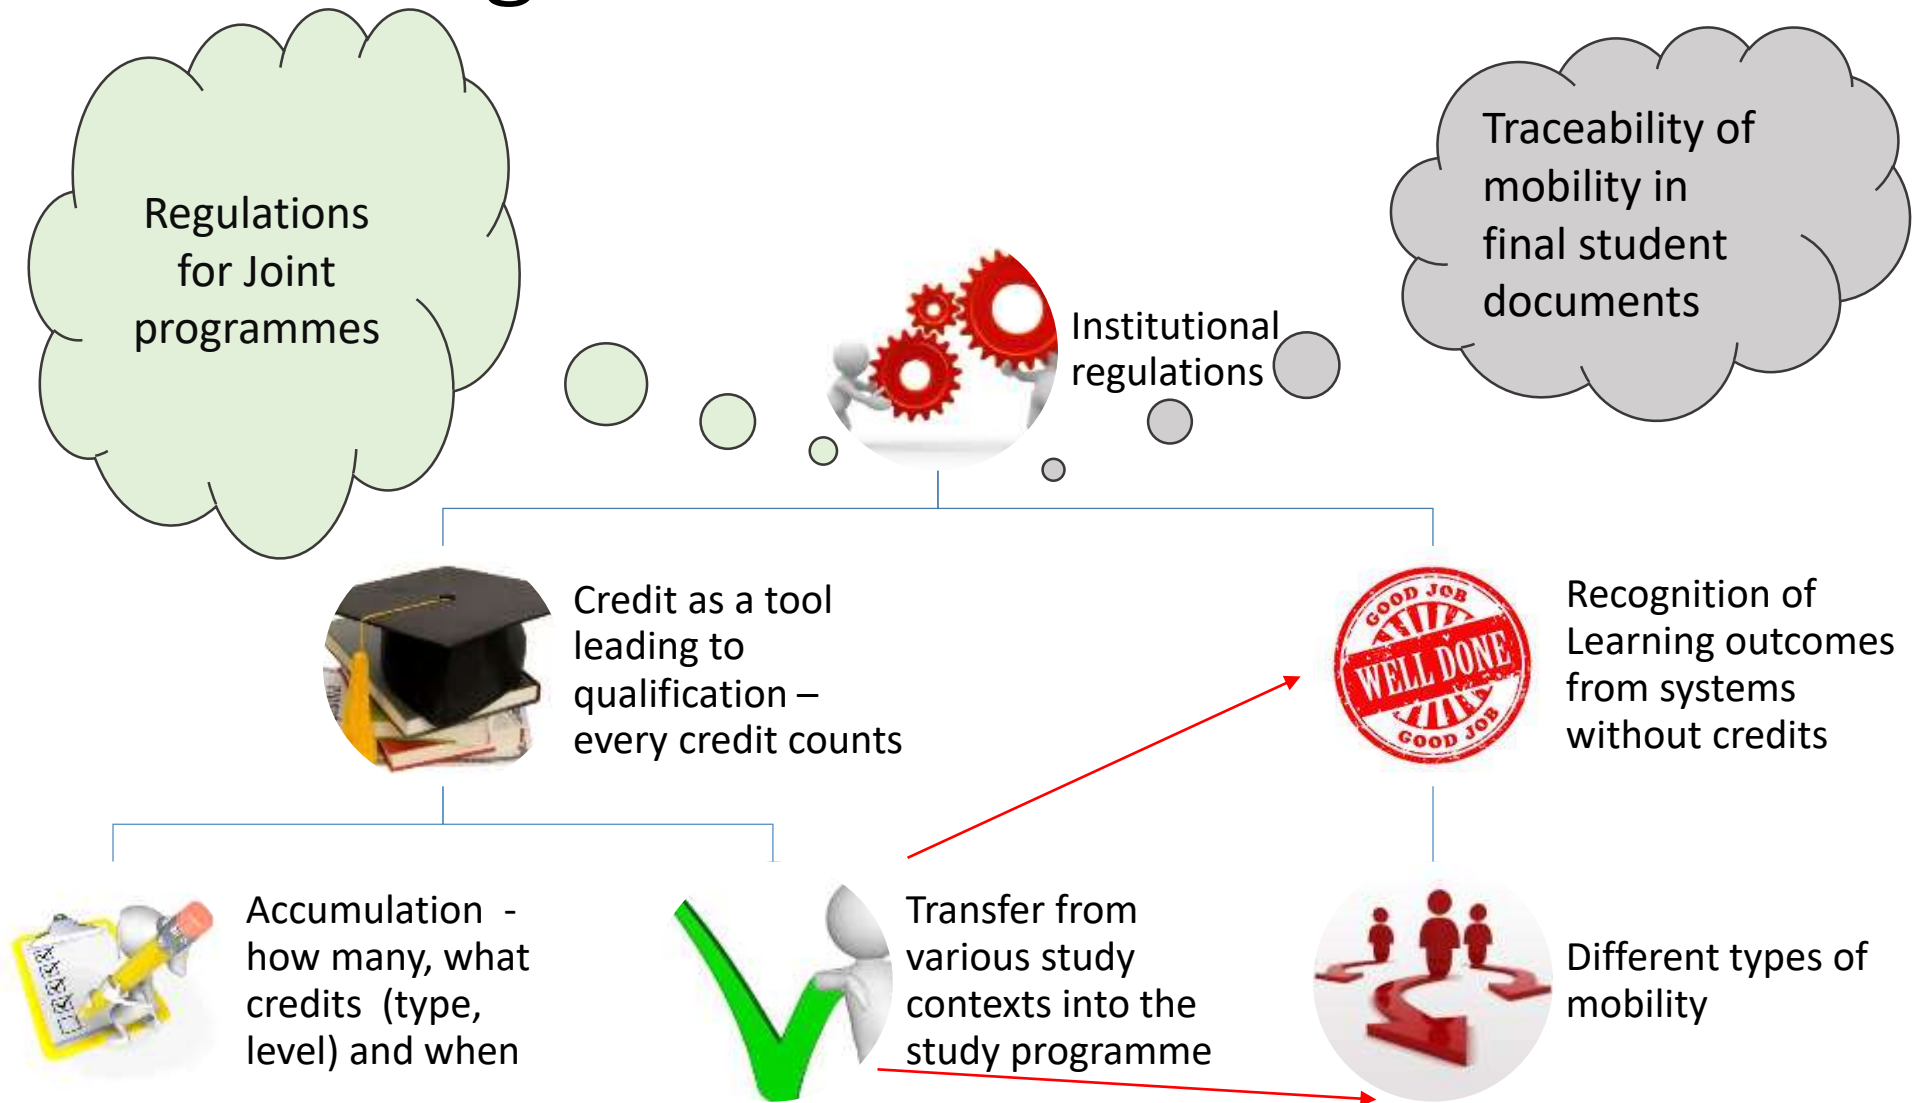 Regulations
for Joint
programmes
Traceability of
mobility in
final student
documents
Institutional
regulations
Credit as a tool
leading to
qualification –
every credit counts
GOOD JOB
WELL DONE
GOOD JOB
Recognition of
Learning outcomes
from systems
without credits
Accumulation -
how many, what
credits (type,
level) and when
Transfer from
various study
contexts into the
study programme
Different types of
mobility